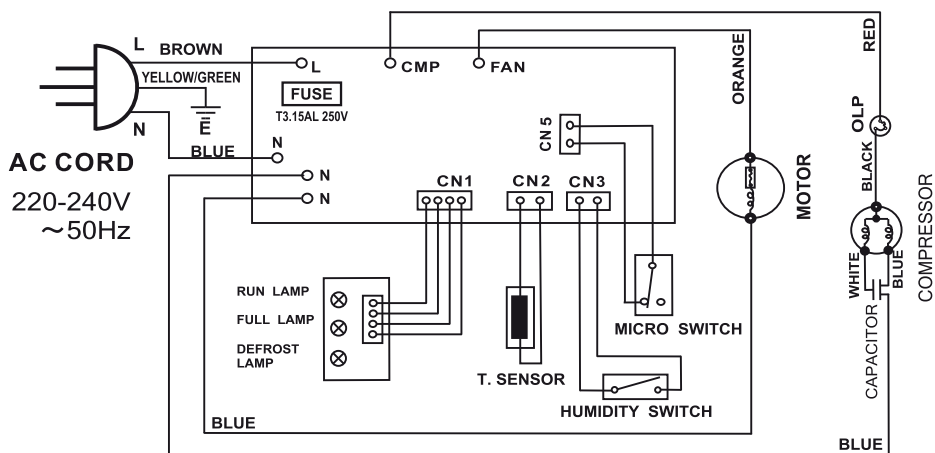 L
BROWN
YELLOW/GREEN
E
N
BLUE
AC CORD
220-240V
～50Hz
L
FUSE
T3.15AL 250V
N
N
N
CMP
FAN
CN5
CN1
CN2
CN3
ORANGE
RED
OLP
BLACK
MOTOR
COMPRESSOR
WHITE
BLUE
CAPACITOR
RUN LAMP
FULL LAMP
DEFROST
LAMP
T. SENSOR
MICRO SWITCH
HUMIDITY SWITCH
BLUE
BLUE